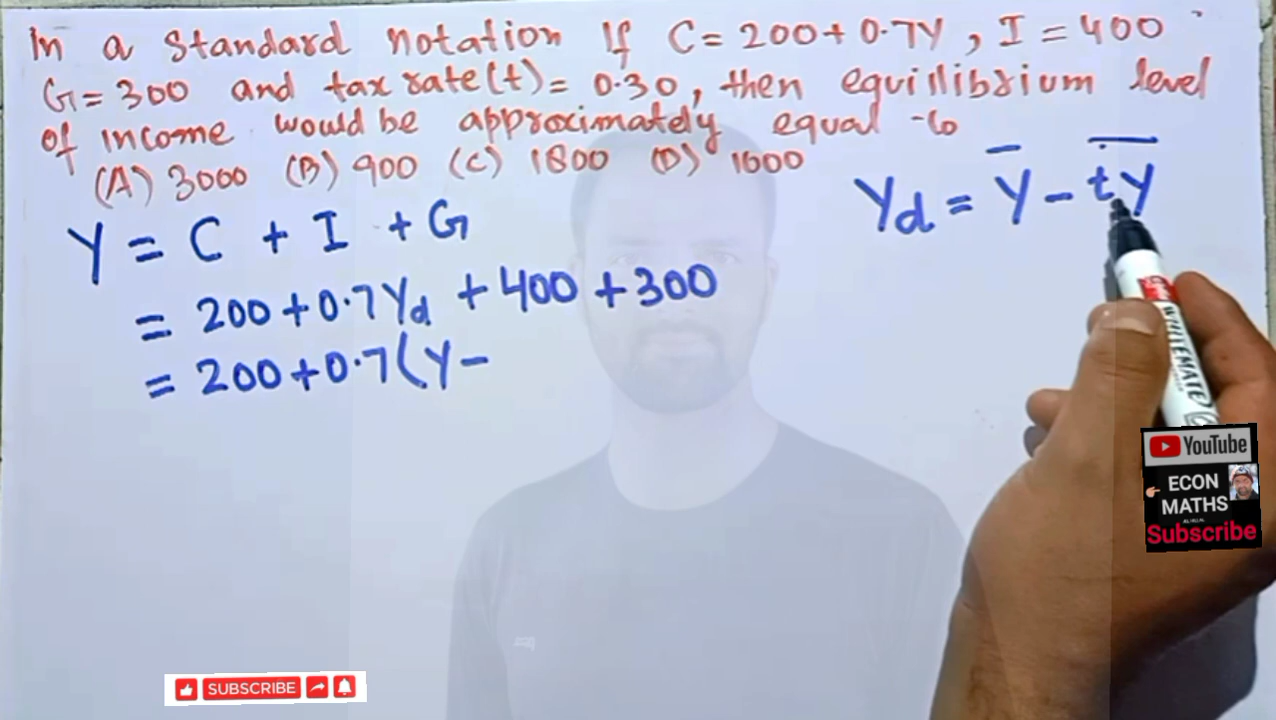 In a standard notation If C = 200 + 0.7Y, I = 400
G = 300 and tax rate(t) = 0.30, then equillibrium level
of income would be approximately equal to
(A) 3000 (B) 900 (C) 1800 (D) 1000
Y = C + I + G
Yd = Y - tY
= 200 + 0.7Yd + 400 + 300
= 200 + 0.7(Y -
WHITEMATE
YouTube
ECON
MATHS
Subscribe
SUBSCRIBE